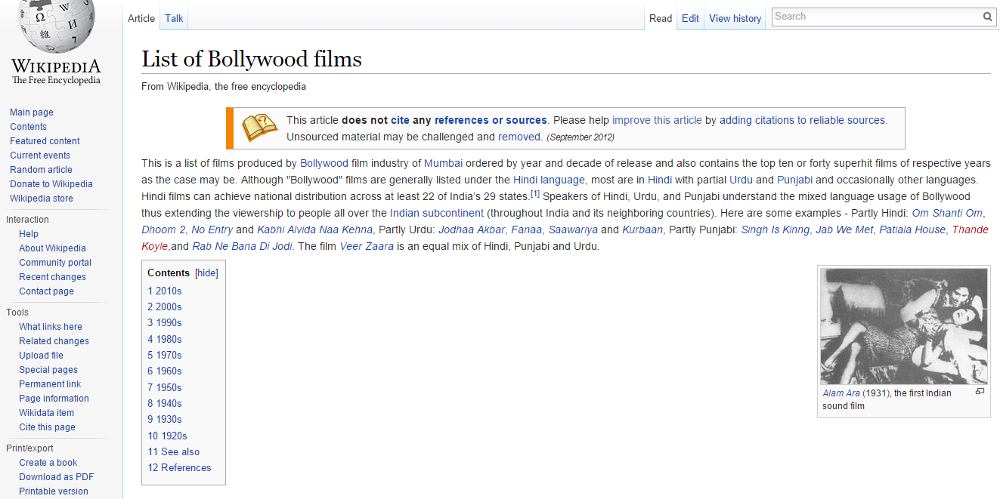 Article Talk Read Edit View history Search
WIKIPEDIA
The Free Encyclopedia
Main page
Contents
Featured content
Current events
Random article
Donate to Wikipedia
Wikipedia store
Interaction
Help
About Wikipedia
Community portal
Recent changes
Contact page
Tools
What links here
Related changes
Upload file
Special pages
Permanent link
Page information
Wikidata item
Cite this page
Print/export
Create a book
Download as PDF
Printable version
List of Bollywood films
From Wikipedia, the free encyclopedia
This article does not cite any references or sources. Please help improve this article by adding citations to reliable sources.
Unsourced material may be challenged and removed. (September 2012)
This is a list of films produced by Bollywood film industry of Mumbai ordered by year and decade of release and also contains the top ten or forty superhit films of respective years
as the case may be. Although "Bollywood" films are generally listed under the Hindi language, most are in Hindi with partial Urdu and Punjabi and occasionally other languages.
Hindi films can achieve national distribution across at least 22 of India's 29 states.[1] Speakers of Hindi, Urdu, and Punjabi understand the mixed language usage of Bollywood
thus extending the viewership to people all over the Indian subcontinent (throughout India and its neighboring countries). Here are some examples - Partly Hindi: Om Shanti Om,
Dhoom 2, No Entry and Kabhi Alvida Naa Kehna, Partly Urdu: Jodhaa Akbar, Fanaa, Saawariya and Kurbaan, Partly Punjabi: Singh Is Kinng, Jab We Met, Patiala House, Thande
Koyle,and Rab Ne Bana Di Jodi. The film Veer Zaara is an equal mix of Hindi, Punjabi and Urdu.
Contents [hide]
1 2010s
2 2000s
3 1990s
4 1980s
5 1970s
6 1960s
7 1950s
8 1940s
9 1930s
10 1920s
11 See also
12 References
Alam Ara (1931), the first Indian
sound film